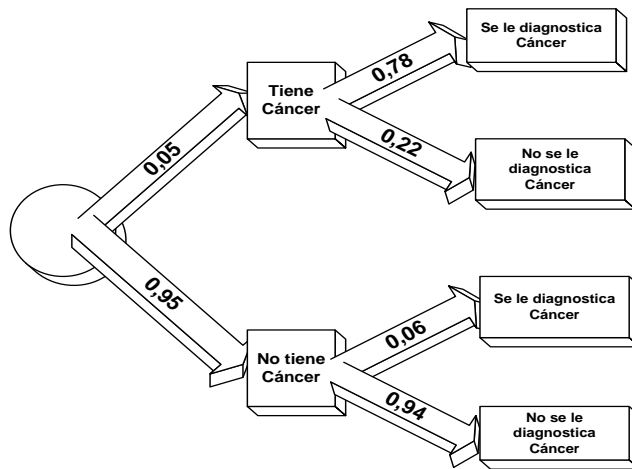 Se le diagnostica
Cáncer
0,78
Tiene
Cáncer
0,05
0,22
No se le
diagnostica
Cáncer
0,95
Se le diagnostica
Cáncer
0,06
No tiene
Cáncer
0,94
No se le
diagnostica
Cáncer